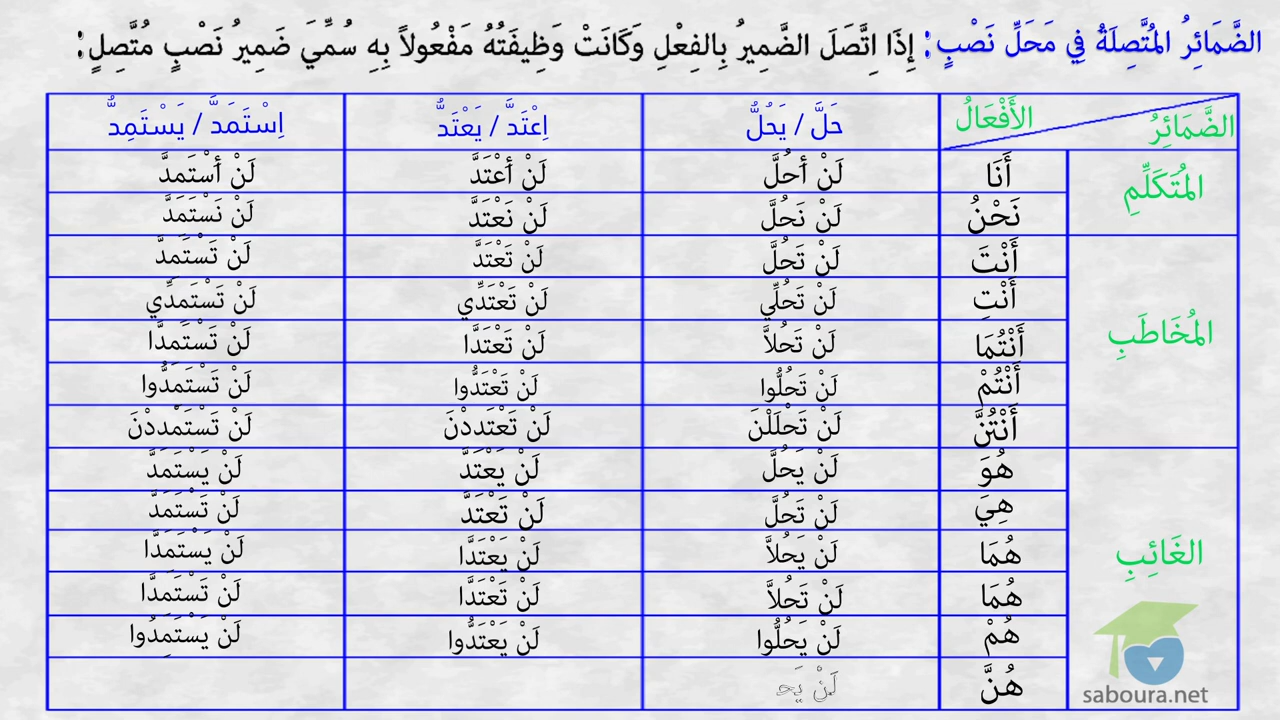 الضَّمَائِرُ المُتَّصِلَةُ فِي مَحَلِّ نَصْبٍ: إِذَا اِتَّصَلَ الضَّمِيرُ بِالفِعْلِ وَكَانَتْ وَظِيفَتُهُ مَفْعُولاً بِهِ سُمِّيَ ضَمِيرُ نَصْبٍ مُتَّصِلٍ:
الضَّمَائِرُ الأَفْعَالُ حَلَّ / يَحُلُّ اِعْتَدَّ / يَعْتَدُّ اِسْتَمَدَّ / يَسْتَمِدُّ
المُتَكَلِّمِ
أَنَا لَنْ أَحُلَّ لَنْ أَعْتَدَّ لَنْ أَسْتَمَدَّ
نَحْنُ لَنْ نَحُلَّ لَنْ نَعْتَدَّ لَنْ نَسْتَمَدَّ
المُخَاطَبِ
أَنْتَ لَنْ تَحُلَّ لَنْ تَعْتَدَّ لَنْ تَسْتَمَدَّ
أَنْتِ لَنْ تَحُلِّي لَنْ تَعْتَدِّي لَنْ تَسْتَمَدِّي
أَنْتُمَا لَنْ تَحُلاَّ لَنْ تَعْتَدَّا لَنْ تَسْتَمَدَّا
أَنْتُمْ لَنْ تَحُلُّوا لَنْ تَعْتَدُّوا لَنْ تَسْتَمَدُّوا
أَنْتُنَّ لَنْ تَحْلَلْنَ لَنْ تَعْتَدِدْنَ لَنْ تَسْتَمْدِدْنَ
الغَائِبِ
هُوَ لَنْ يَحُلَّ لَنْ يَعْتَدَّ لَنْ يَسْتَمَدَّ
هِيَ لَنْ تَحُلَّ لَنْ تَعْتَدَّ لَنْ تَسْتَمَدَّ
هُمَا لَنْ يَحُلاَّ لَنْ يَعْتَدَّا لَنْ يَسْتَمَدَّا
هُمَا لَنْ تَحُلاَّ لَنْ تَعْتَدَّا لَنْ تَسْتَمَدَّا
هُمْ لَنْ يَحُلُّوا لَنْ يَعْتَدُّوا لَنْ يَسْتَمَدُّوا
هُنَّ لَنْ يَحـ
saboura.net